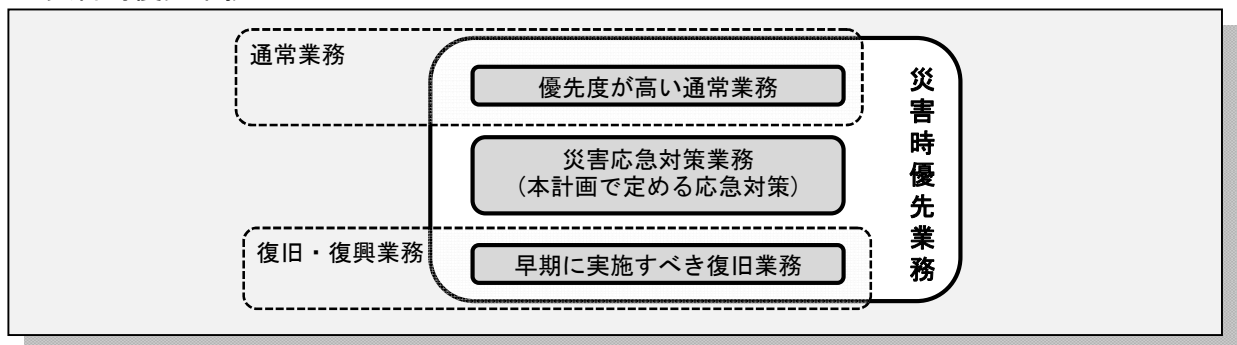 通常業務
優先度が高い通常業務
災害応急対策業務
(本計画で定める応急対策)
復旧・復興業務
早期に実施すべき復旧業務
災害時優先業務